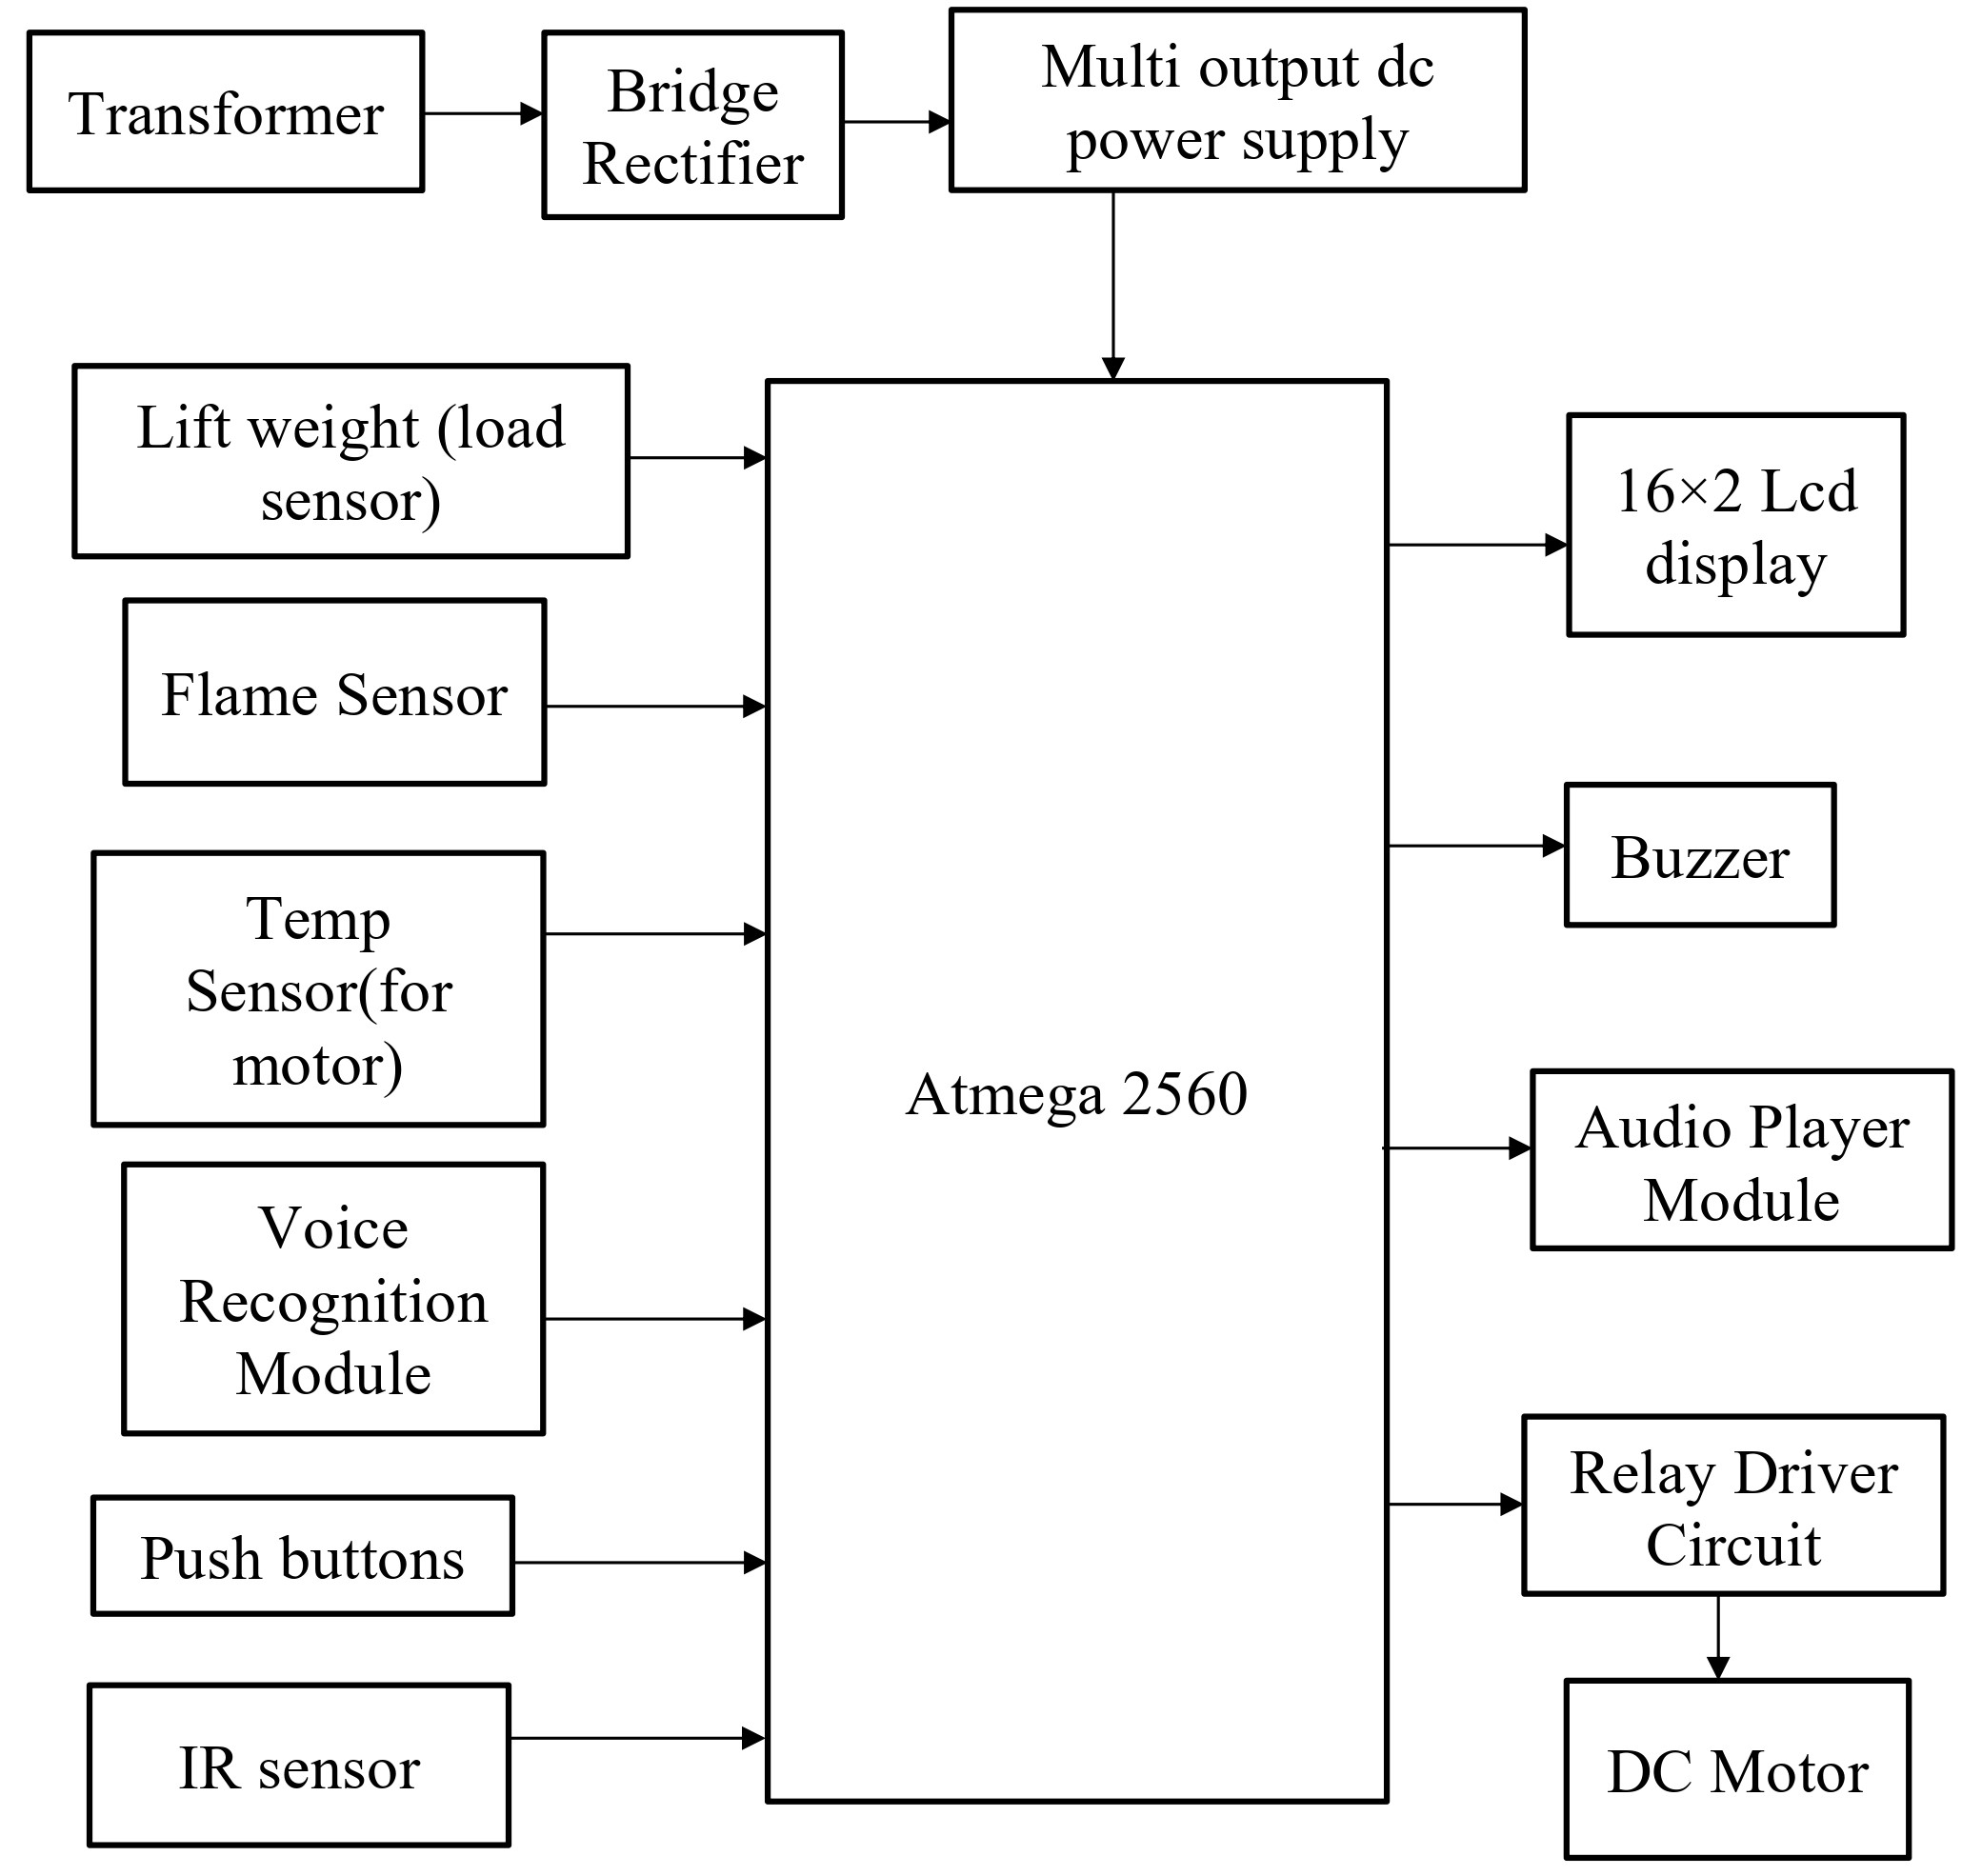 Transformer
Bridge
Rectifier
Multi output dc
power supply
Lift weight (load
sensor)
Flame Sensor
Temp
Sensor(for
motor)
Voice
Recognition
Module
Push buttons
IR sensor
Atmega 2560
16×2 Lcd
display
Buzzer
Audio Player
Module
Relay Driver
Circuit
DC Motor